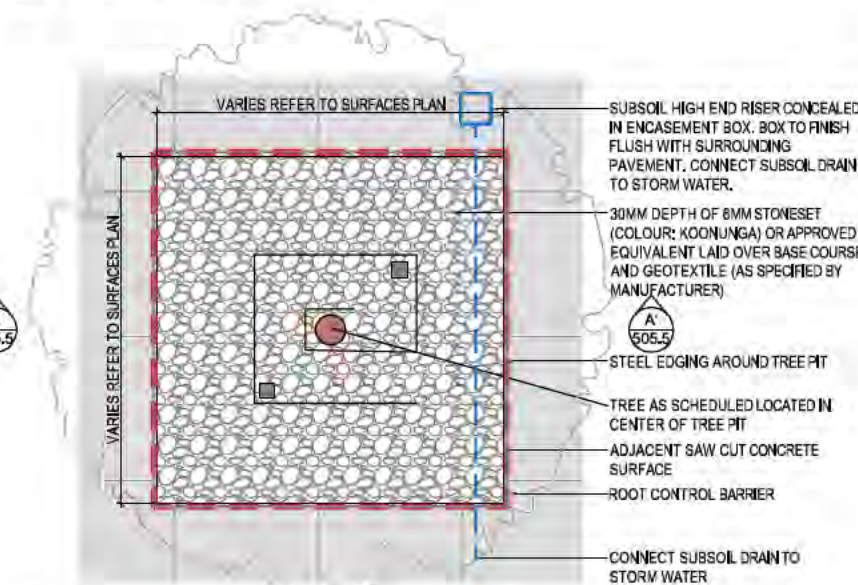 VARIES REFER TO SURFACES PLAN
VARIES REFER TO SURFACES PLAN
SUBSOIL HIGH END RISER CONCEALED
IN ENCASEMENT BOX. BOX TO FINISH
FLUSH WITH SURROUNDING
PAVEMENT. CONNECT SUBSOIL DRAIN
TO STORM WATER.
30MM DEPTH OF 6MM STONESET
(COLOUR: KOONUNGA) OR APPROVED
EQUIVALENT LAID OVER BASE COURSE
AND GEOTEXTILE (AS SPECIFIED BY
MANUFACTURER)
A'
505.5
STEEL EDGING AROUND TREE PIT
TREE AS SCHEDULED LOCATED IN
CENTER OF TREE PIT
ADJACENT SAW CUT CONCRETE
SURFACE
ROOT CONTROL BARRIER
CONNECT SUBSOIL DRAIN TO
STORM WATER